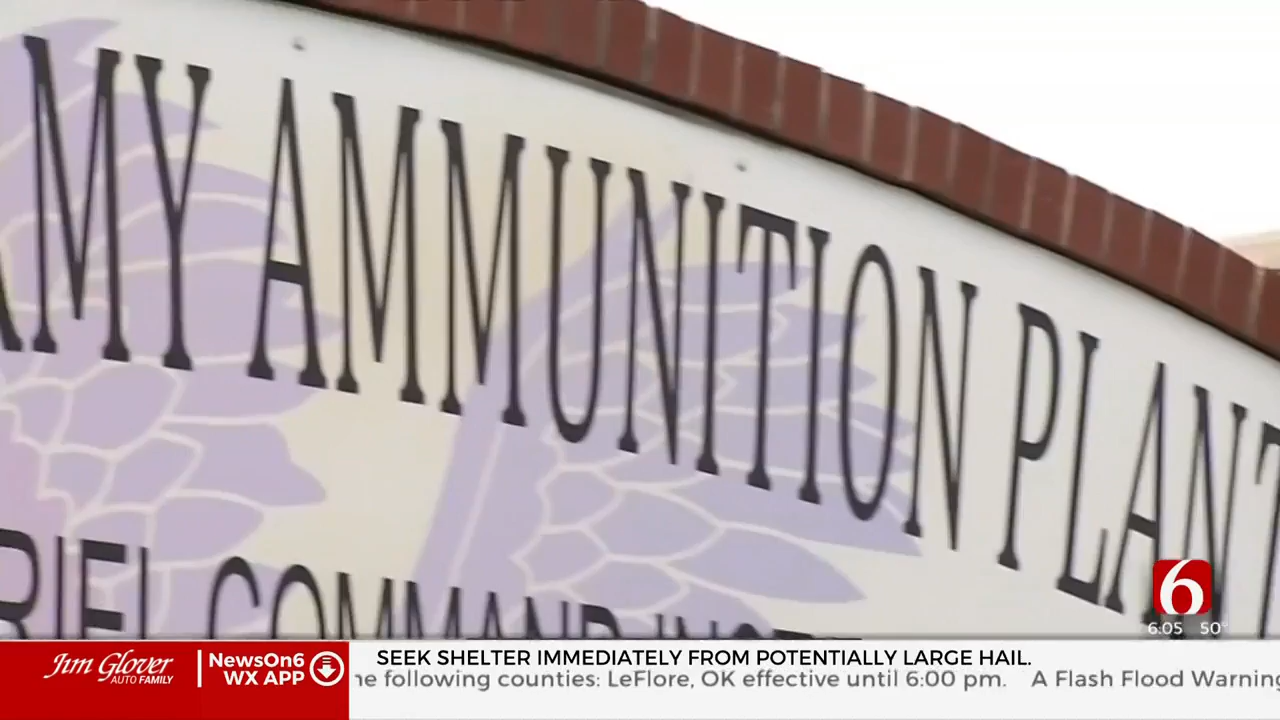 MY AMMUNITION PLANT
COMMAND
6
6:05 50°
Jim Glover
AUTO FAMILY
NewsOn6
WX APP
SEEK SHELTER IMMEDIATELY FROM POTENTIALLY LARGE HAIL.
he following counties: LeFlore, OK effective until 6:00 pm. A Flash Flood Warning